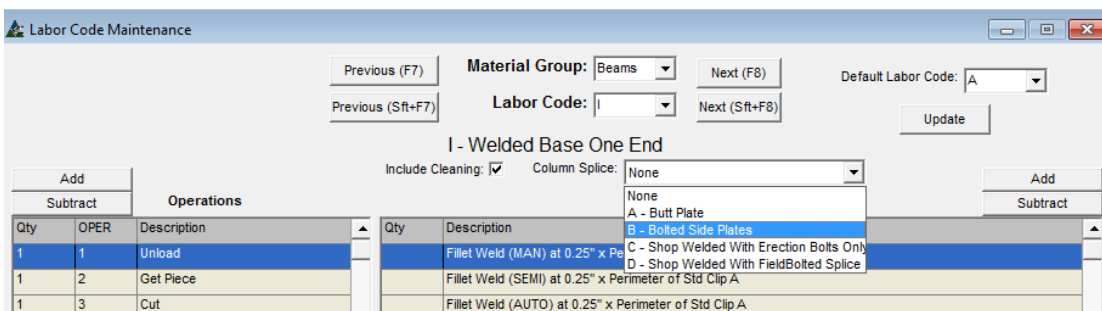 Labor Code Maintenance
Previous (F7) Material Group: Beams Next (F8) Default Labor Code: A
Previous (Sft+F7) Labor Code: I Next (Sft+F8) Update
I - Welded Base One End
Include Cleaning: Column Splice: None
Add Add
None
Subtract Operations Subtract
A - Butt Plate
Qty OPER Description Qty Description
B - Bolted Side Plates
1 1 Unload Fillet Weld (MAN) at 0.25" x
C - Shop Welded With Erection Bolts Only
D - Shop Welded With FieldBolted Splice
1 2 Get Piece Fillet Weld (SEMI) at 0.25" x Perimeter of Std Clip A
1 3 Cut Fillet Weld (AUTO) at 0.25" x Perimeter of Std Clip A